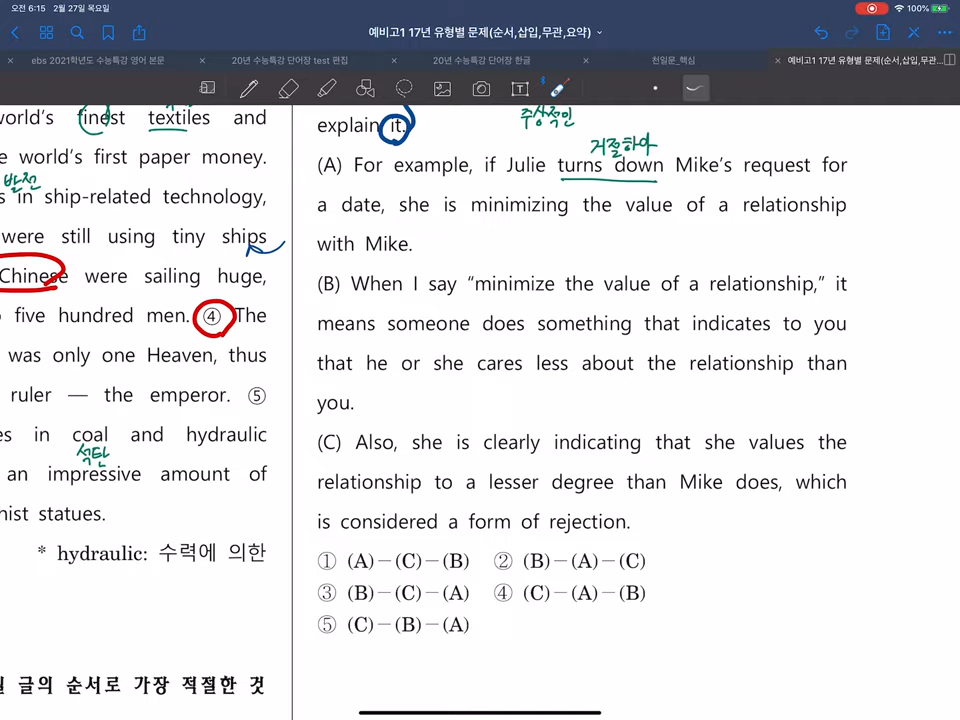 오전 6:15 2월 27일 목요일
100%
예비고1 17년 유형별 문제(순서,삽입,무관,요약)
ebs 2021학년도 수능특강 영어 본문
20년 수능특강 단어장 test 편집
20년 수능특강 단어장 한글
천일문_핵심
예비고1 17년 유형별 문제(순서,삽입,무관...
world's finest textiles and
e world's first paper money.
발전
s in ship-related technology,
were still using tiny ships
Chinese were sailing huge,
five hundred men. ④ The
was only one Heaven, thus
ruler — the emperor. ⑤
es in coal and hydraulic
석탄
an impressive amount of
hist statues.
* hydraulic: 수력에 의한
글의 순서로 가장 적절한 것
explain it.
추상적인
거절하다
(A) For example, if Julie turns down Mike's request for
a date, she is minimizing the value of a relationship
with Mike.
(B) When I say “minimize the value of a relationship,” it
means someone does something that indicates to you
that he or she cares less about the relationship than
you.
(C) Also, she is clearly indicating that she values the
relationship to a lesser degree than Mike does, which
is considered a form of rejection.
① (A)-(C)-(B) ② (B)-(A)-(C)
③ (B)-(C)-(A) ④ (C)-(A)-(B)
⑤ (C)-(B)-(A)